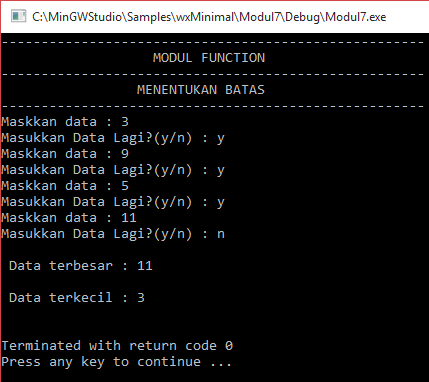 C:\MinGWStudio\Samples\wxMinimal\Modul7\Debug\Modul7.exe
-----------------------------------------------------
MODUL FUNCTION
-----------------------------------------------------
MENENTUKAN BATAS
-----------------------------------------------------
Maskkan data : 3
Masukkan Data Lagi?(y/n) : y
Maskkan data : 9
Masukkan Data Lagi?(y/n) : y
Maskkan data : 5
Masukkan Data Lagi?(y/n) : y
Maskkan data : 11
Masukkan Data Lagi?(y/n) : n
Data terbesar : 11
Data terkecil : 3
Terminated with return code 0
Press any key to continue ...